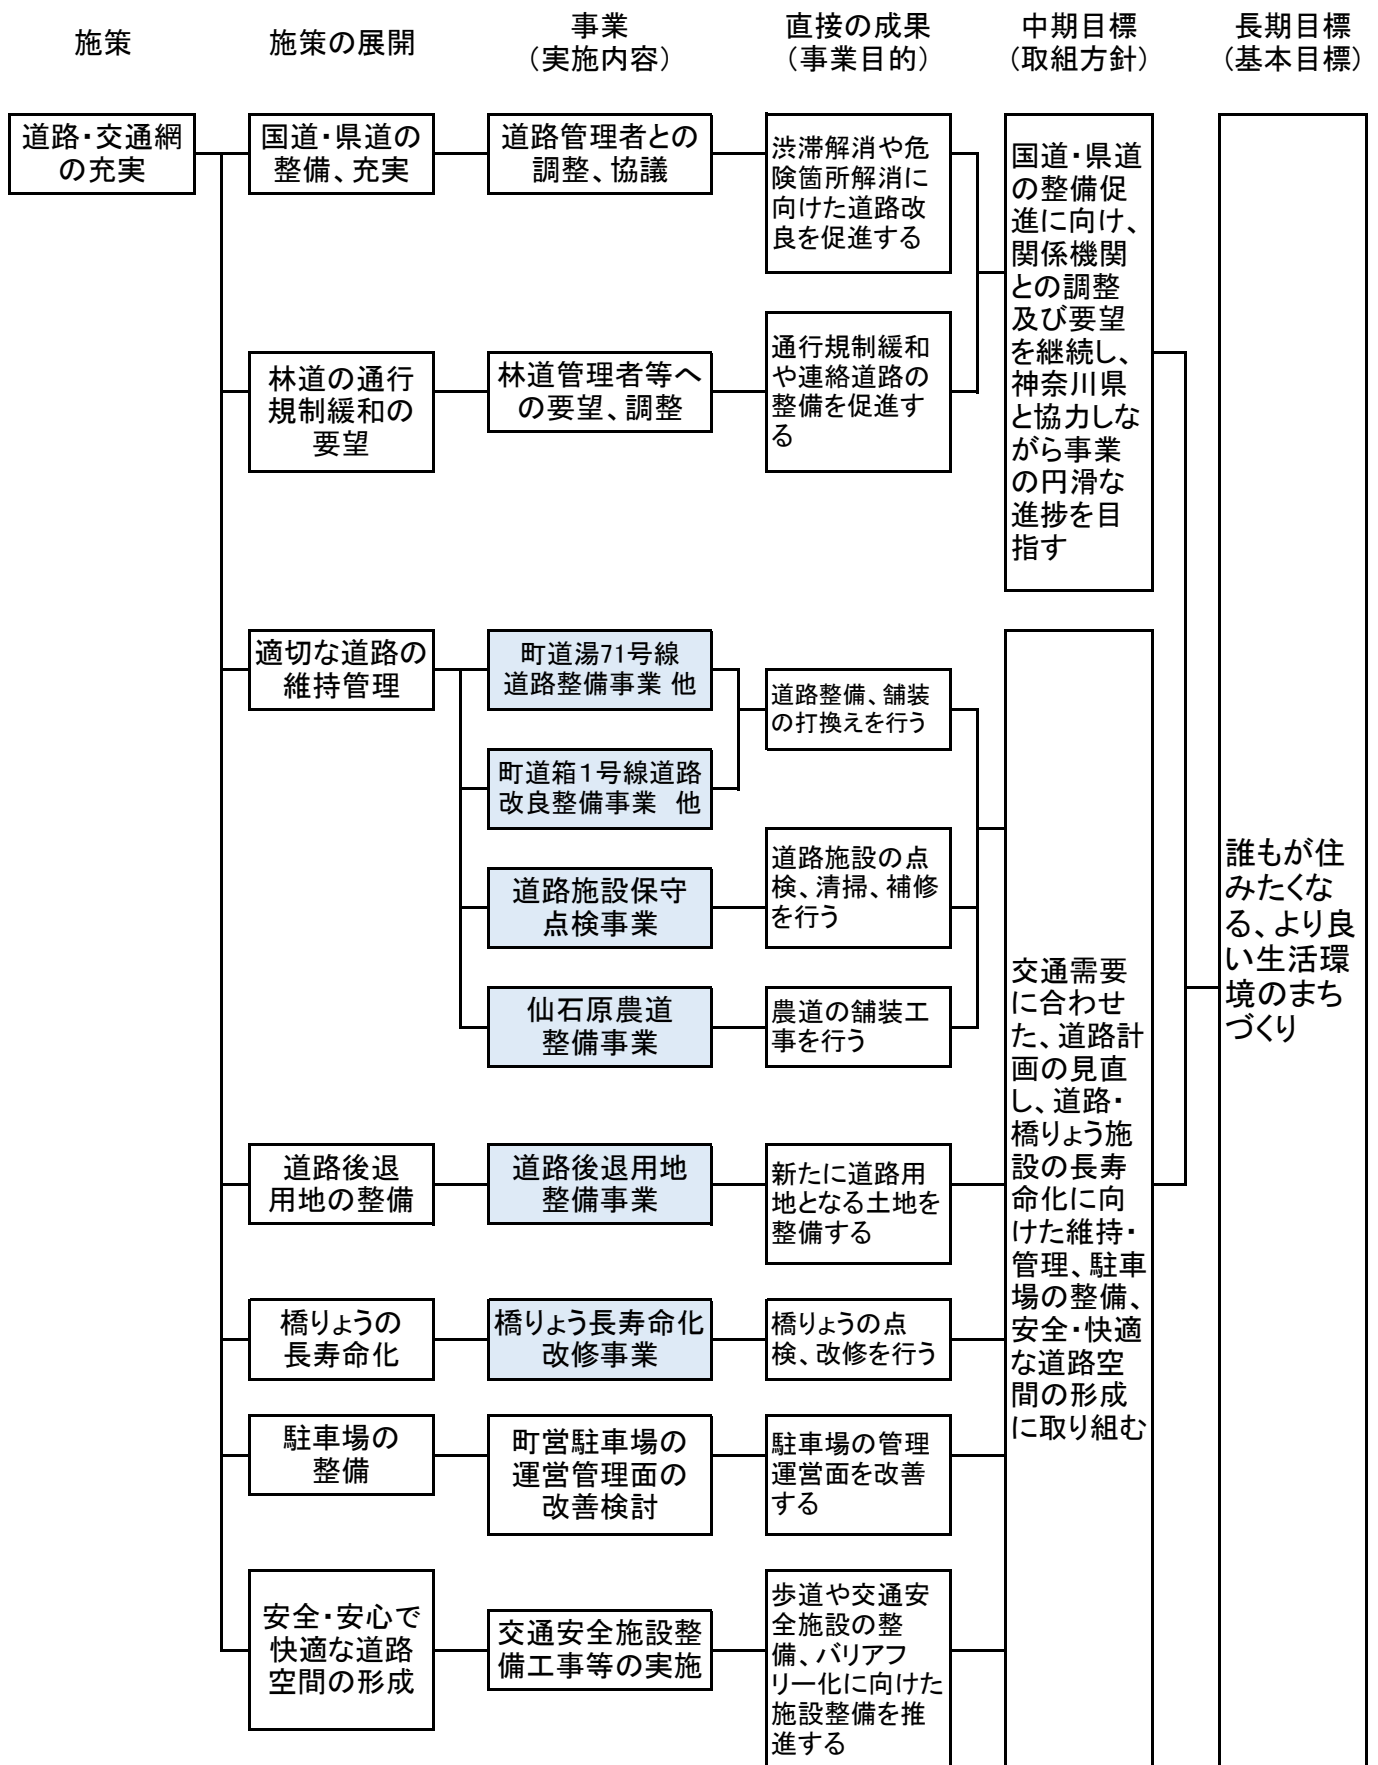 施策
施策の展開
事業
（実施内容）
直接の成果
（事業目的）
中期目標
（取組方針）
長期目標
（基本目標）
道路・交通網
の充実
国道・県道の
整備、充実
道路管理者との
調整、協議
渋滞解消や危
険箇所解消に
向けた道路改
良を促進する
国道・県道
の整備促
進に向け、
関係機関
との調整
及び要望
を継続し、
神奈川県
と協力しな
がら事業
の円滑な
進捗を目
指す
林道の通行
規制緩和の
要望
林道管理者等へ
の要望、調整
通行規制緩和
や連絡道路の
整備を促進す
る
適切な道路の
維持管理
町道湯71号線
道路整備事業 他
道路整備、舗装
の打換えを行う
町道箱１号線道路
改良整備事業　他
道路施設保守
点検事業
道路施設の点
検、清掃、補修
を行う
仙石原農道
整備事業
農道の舗装工
事を行う
道路後退
用地の整備
道路後退用地
整備事業
新たに道路用
地となる土地を
整備する
橋りょうの
長寿命化
橋りょう長寿命化
改修事業
橋りょうの点
検、改修を行う
駐車場の
整備
町営駐車場の
運営管理面の
改善検討
駐車場の管理
運営面を改善
する
安全・安心で
快適な道路
空間の形成
交通安全施設整
備工事等の実施
歩道や交通安
全施設の整
備、バリアフ
リー化に向けた
施設整備を推
進する
交通需要
に合わせ
た、道路計
画の見直
し、道路・
橋りょう施
設の長寿
命化に向
けた維持・
管理、駐車
場の整備、
安全・快適
な道路空
間の形成
に取り組む
誰もが住
みたくな
る、より良
い生活環
境のまち
づくり